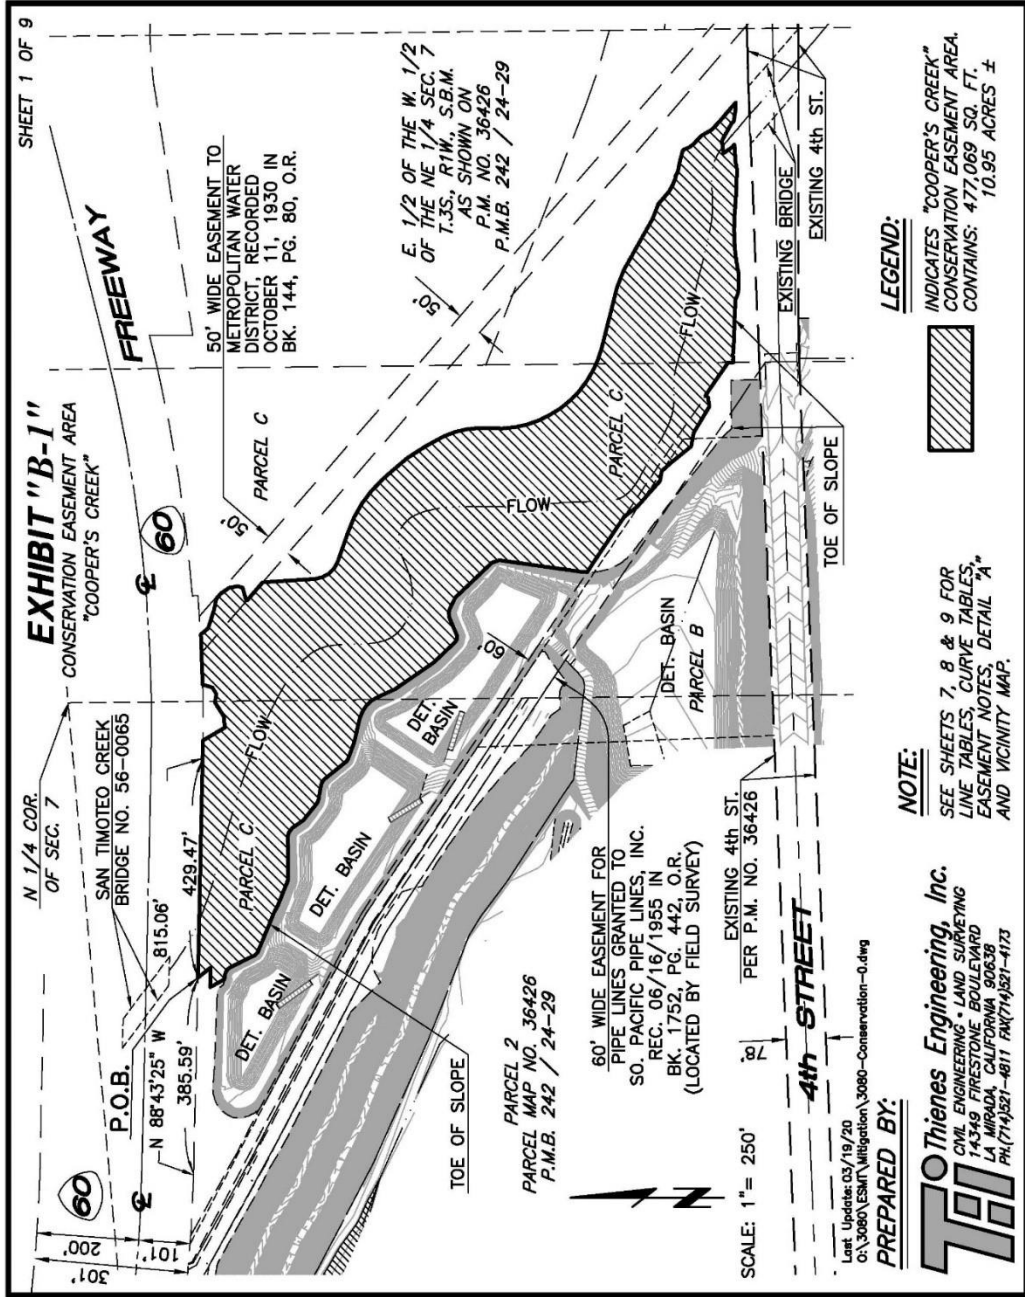 SHEET 1 OF 9
EXHIBIT "B-1"
CONSERVATION EASEMENT AREA
"COOPER'S CREEK"
N 1/4 COR.
OF SEC. 7
SAN TIMOTEO CREEK
BRIDGE NO. 56-0065
FREEWAY
60
60
℄
℄
200'
101'
301'
P.O.B.
N 88°43'25" W
815.06'
385.59'
429.47'
50' WIDE EASEMENT TO
METROPOLITAN WATER
DISTRICT, RECORDED
OCTOBER 11, 1930 IN
BK. 144, PG. 80, O.R.
E. 1/2 OF THE W. 1/2
OF THE NE 1/4 SEC. 7
T.3S., R1W., S.B.M.
AS SHOWN ON
P.M. NO. 36426
P.M.B. 242 / 24-29
PARCEL C
50'
50'
PARCEL C
FLOW
FLOW
PARCEL C
FLOW
DET. BASIN
DET. BASIN
DET.
BASIN
60'
DET. BASIN
PARCEL B
TOE OF SLOPE
PARCEL 2
PARCEL MAP NO. 36426
P.M.B. 242 / 24-29
60' WIDE EASEMENT FOR
PIPE LINES GRANTED TO
SO. PACIFIC PIPE LINES, INC.
REC. 06/16/1955 IN
BK. 1752, PG. 442, O.R.
(LOCATED BY FIELD SURVEY)
N
SCALE: 1"= 250'
EXISTING 4th ST.
PER P.M. NO. 36426
78'
4th STREET
TOE OF SLOPE
EXISTING BRIDGE
EXISTING 4th ST.
Last Update: 03/19/20
O:\3080\ESMT\Mitigation\3080-Conservation-0.dwg
PREPARED BY:
Thienes Engineering, Inc.
CIVIL ENGINEERING • LAND SURVEYING
14349 FIRESTONE BOULEVARD
LA MIRADA, CALIFORNIA 90638
PH.(714)521-4811 FAX(714)521-4173
NOTE:
SEE SHEETS 7, 8 & 9 FOR
LINE TABLES, CURVE TABLES,
EASEMENT NOTES, DETAIL "A"
AND VICINITY MAP.
LEGEND:
INDICATES "COOPER'S CREEK"
CONSERVATION EASEMENT AREA.
CONTAINS: 477,069 SQ. FT.
10.95 ACRES ±